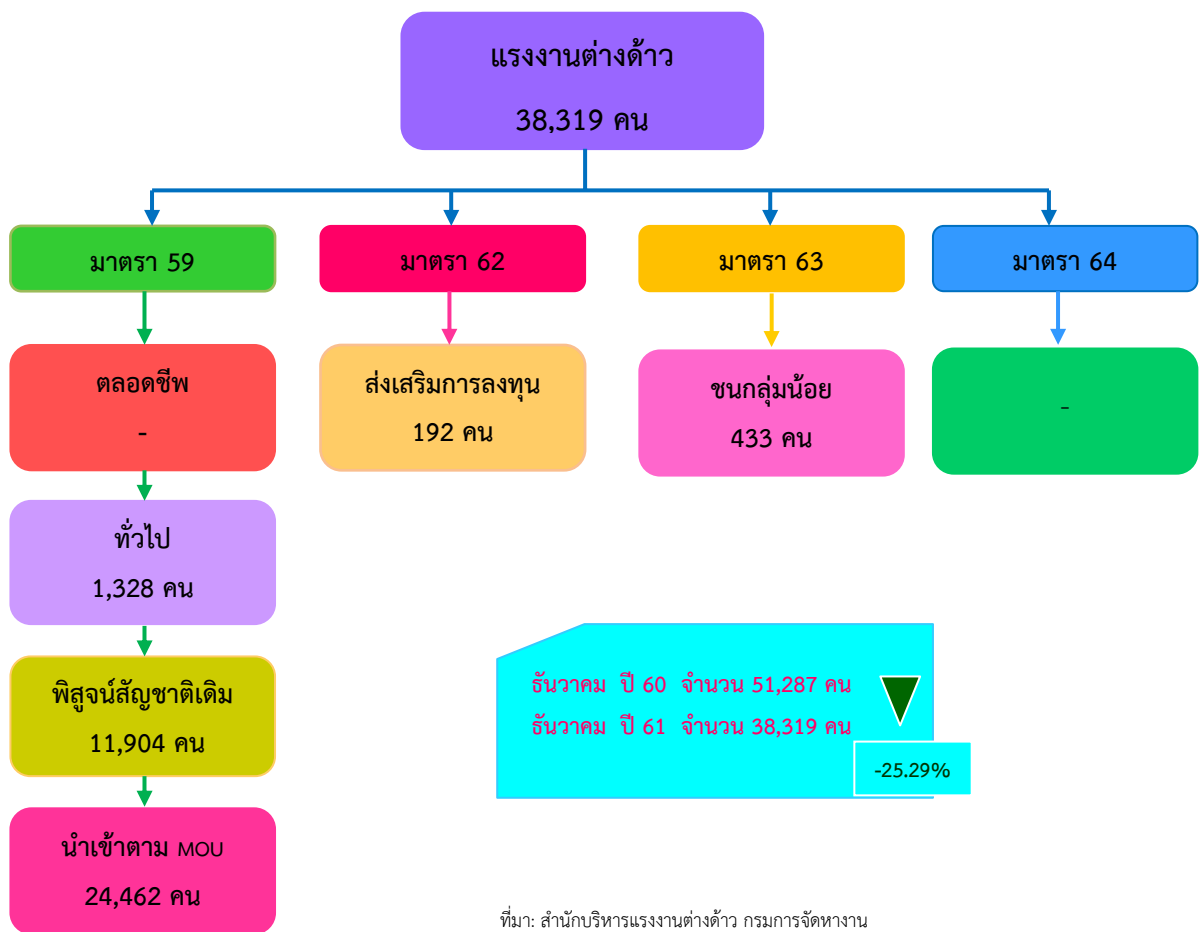 แรงงานต่างด้าว
38,319 คน
มาตรา 59
มาตรา 62
มาตรา 63
มาตรา 64
ตลอดชีพ
-
ส่งเสริมการลงทุน
192 คน
ชนกลุ่มน้อย
433 คน
-
ทั่วไป
1,328 คน
พิสูจน์สัญชาติเดิม
11,904 คน
นำเข้าตาม MOU
24,462 คน
ธันวาคม ปี 60 จำนวน 51,287 คน
ธันวาคม ปี 61 จำนวน 38,319 คน
-25.29%
ที่มา: สำนักบริหารแรงงานต่างด้าว กรมการจัดหางาน